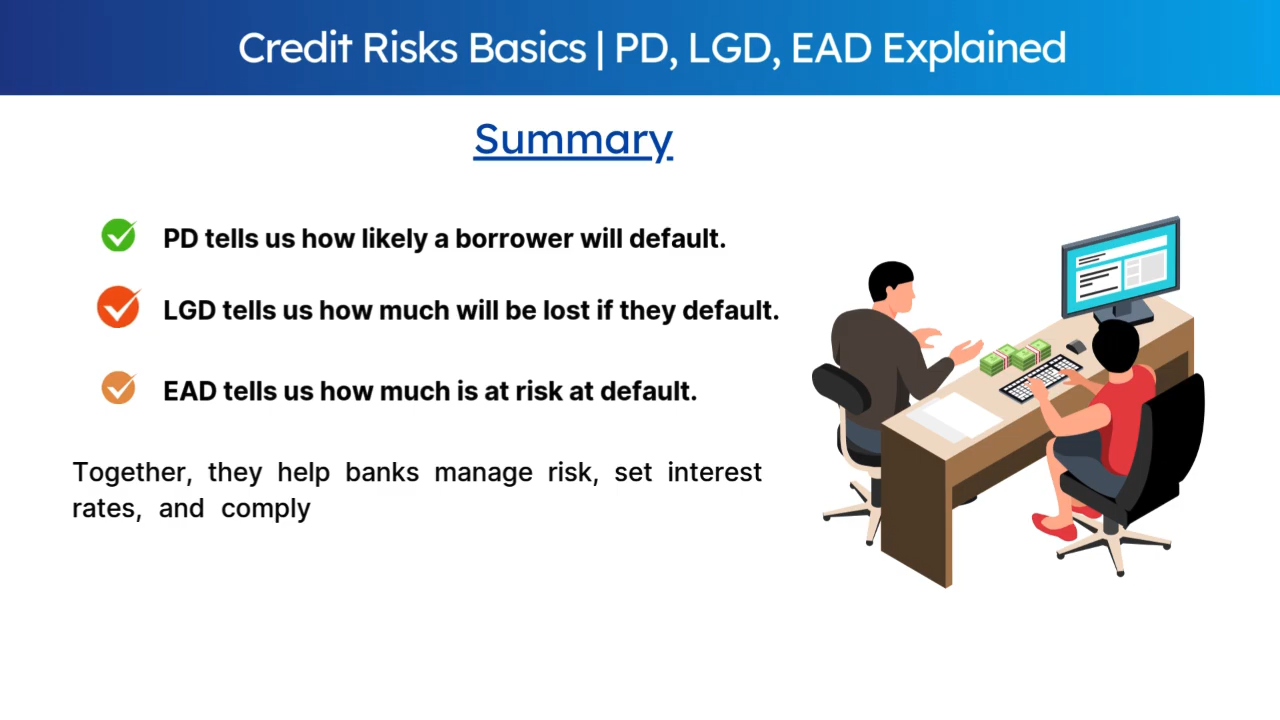 Credit Risks Basics | PD, LGD, EAD Explained
Summary
PD tells us how likely a borrower will default.
LGD tells us how much will be lost if they default.
EAD tells us how much is at risk at default.
Together, they help banks manage risk, set interest
rates, and comply